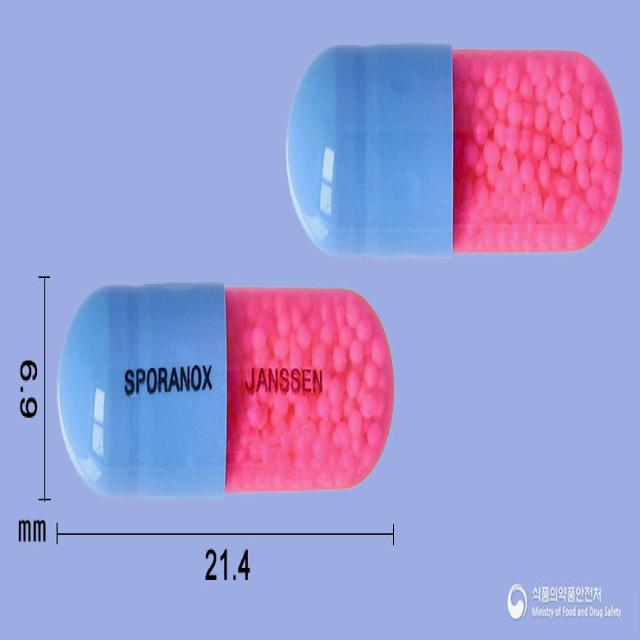 SPORANOX JANSSEN
6.9
mm
21.4
식품의약품안전처
Ministry of Food and Drug Safety